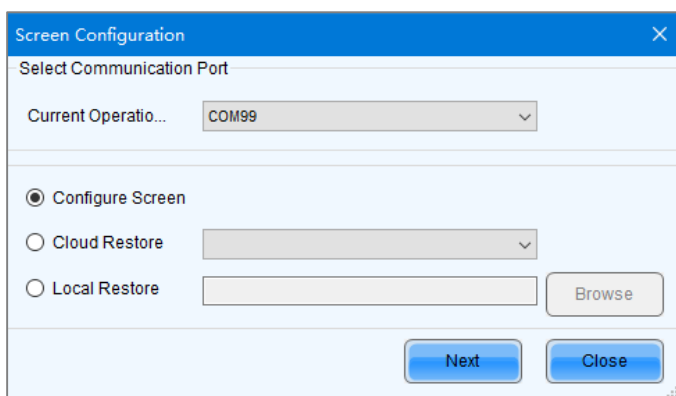 Screen Configuration
Select Communication Port
Current Operatio... COM99
Configure Screen
Cloud Restore
Local Restore Browse
Next Close